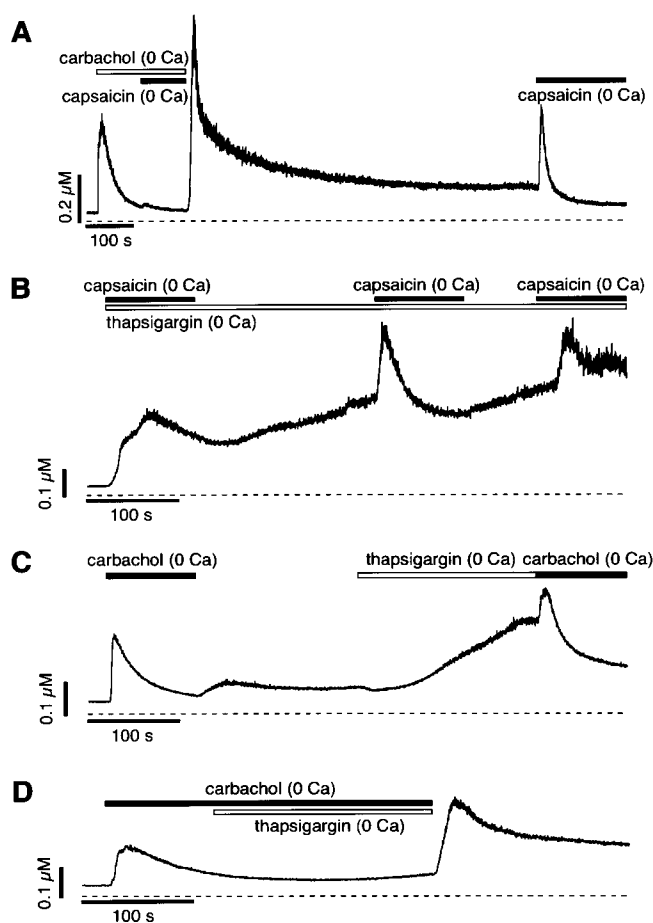 A
carbachol (0 Ca)
capsaicin (0 Ca)
capsaicin (0 Ca)
0.2 µM
100 s
B
capsaicin (0 Ca) capsaicin (0 Ca) capsaicin (0 Ca)
thapsigargin (0 Ca)
0.1 µM
100 s
C
carbachol (0 Ca) thapsigargin (0 Ca) carbachol (0 Ca)
0.1 µM
100 s
D
carbachol (0 Ca)
thapsigargin (0 Ca)
0.1 µM
100 s